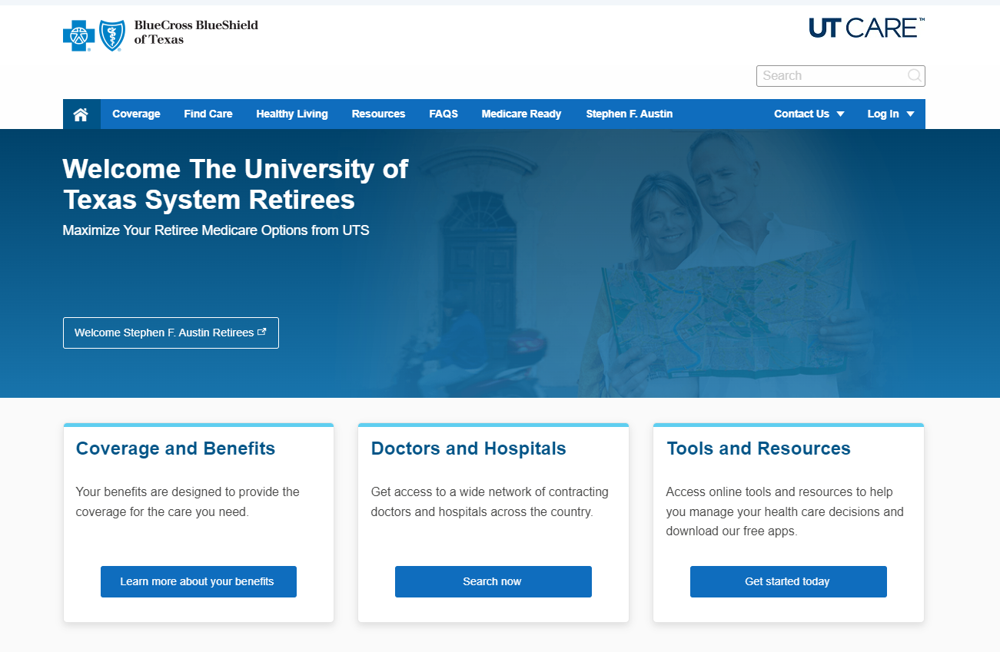 BlueCross BlueShield
of Texas
UT CARE™
Search
Coverage
Find Care
Healthy Living
Resources
FAQS
Medicare Ready
Stephen F. Austin
Contact Us
Log In
Welcome The University of
Texas System Retirees
Maximize Your Retiree Medicare Options from UTS
Welcome Stephen F. Austin Retirees
Coverage and Benefits
Your benefits are designed to provide the
coverage for the care you need.
Learn more about your benefits
Doctors and Hospitals
Get access to a wide network of contracting
doctors and hospitals across the country.
Search now
Tools and Resources
Access online tools and resources to help
you manage your health care decisions and
download our free apps.
Get started today